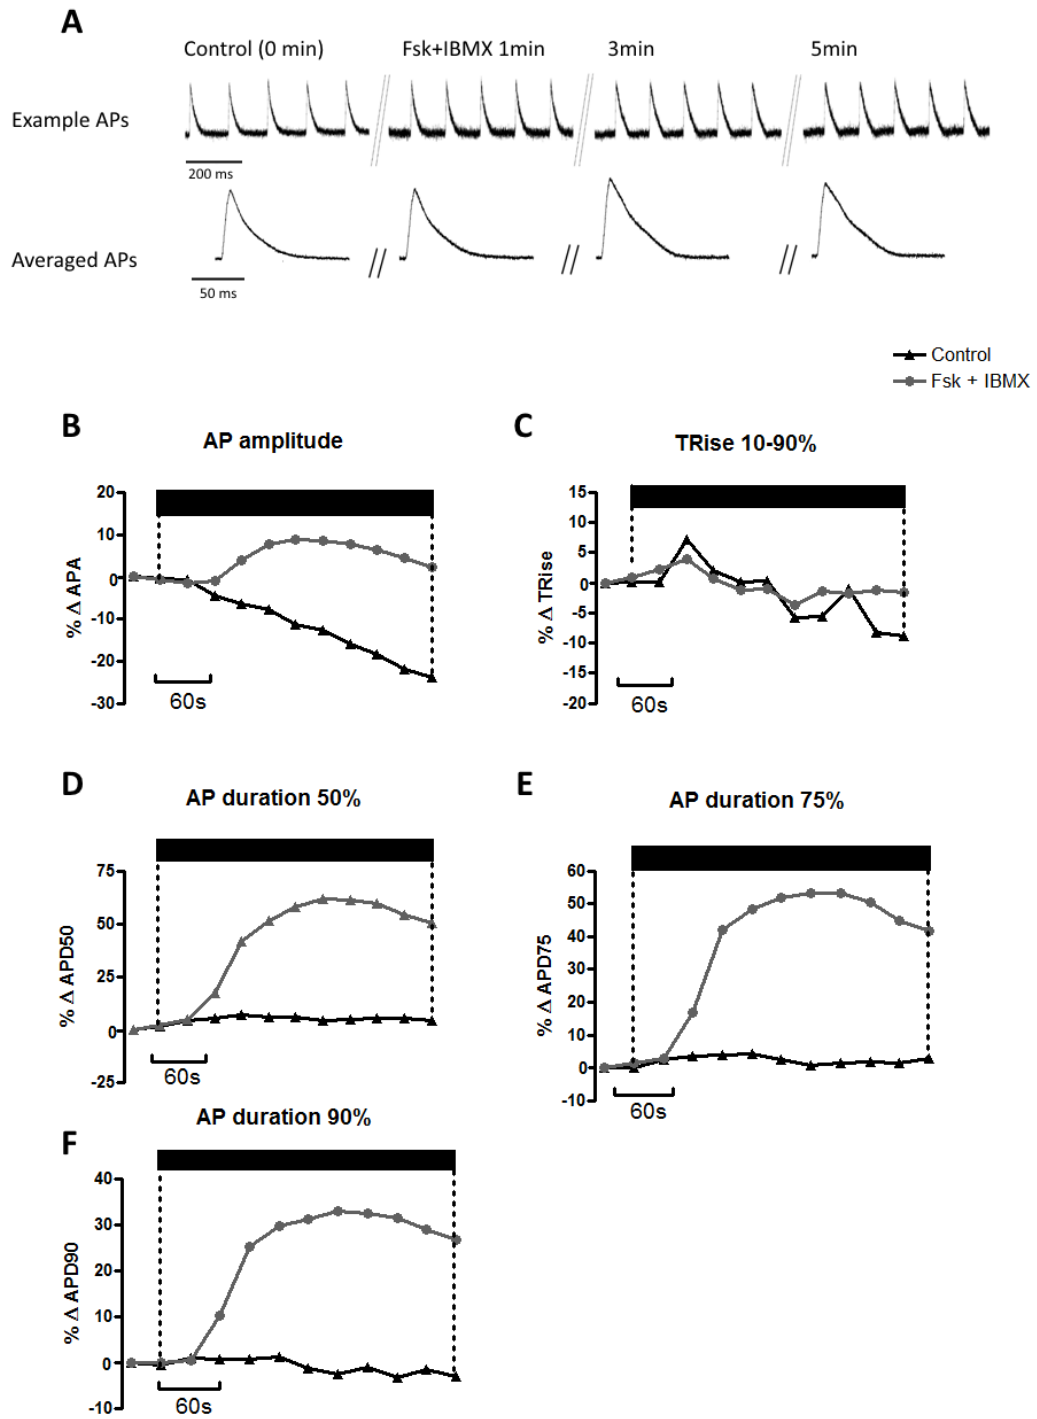 A
Control (0 min)
Fsk+IBMX 1min
3min
5min
Example APs
200 ms
Averaged APs
50 ms
Control
Fsk + IBMX
B
AP amplitude
20
10
0
-10
-20
-30
% Δ APA
60s
C
TRise 10-90%
15
10
5
0
-5
-10
-15
-20
% Δ TRise
60s
D
AP duration 50%
75
50
25
0
-25
% Δ APD50
60s
E
AP duration 75%
60
50
40
30
20
10
0
-10
% Δ APD75
60s
F
AP duration 90%
40
30
20
10
0
-10
% Δ APD90
60s